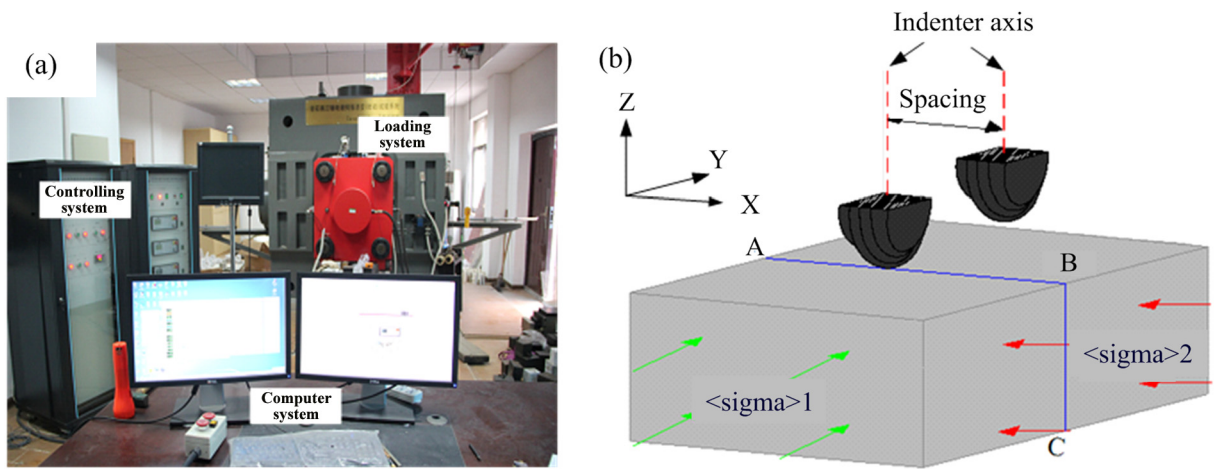 (a)
Loading
system
Controlling
system
Computer
system
(b)
Indenter axis
Spacing
Z
Y
X
A
B
<sigma>1
<sigma>2
C